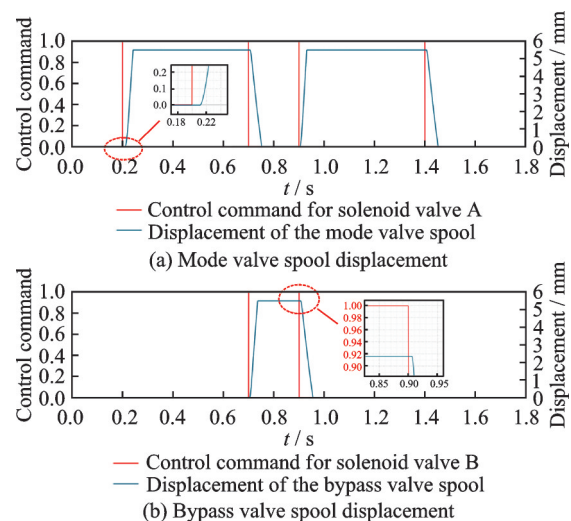 Control command
1.0
0.8
0.6
0.4
0.2
0.0
0.2
0.1
0.0
0.18 0.22
6
5
4
3
2
1
0
Displacement / mm
0.0 0.2 0.4 0.6 0.8 1.0 1.2 1.4 1.6 1.8
t / s
Control command for solenoid valve A
Displacement of the mode valve spool
(a) Mode valve spool displacement
Control command
1.0
0.8
0.6
0.4
0.2
0.0
1.00
0.98
0.96
0.94
0.92
0.90
0.85 0.90 0.95
6
5
4
3
2
1
0
Displacement / mm
0.0 0.2 0.4 0.6 0.8 1.0 1.2 1.4 1.6 1.8
t / s
Control command for solenoid valve B
Displacement of the bypass valve spool
(b) Bypass valve spool displacement